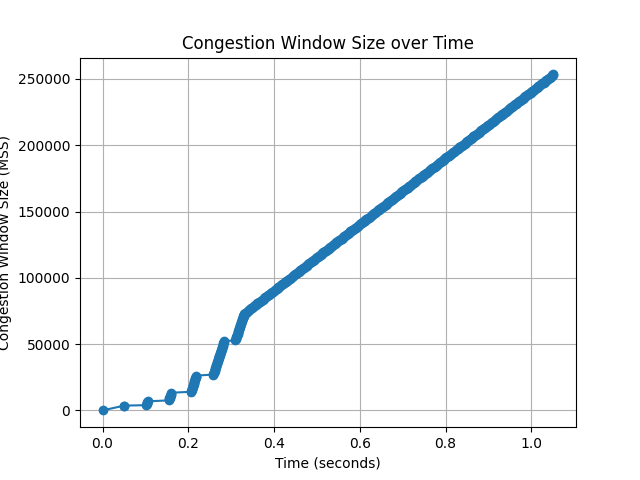 Congestion Window Size over Time
Congestion Window Size (MSS)
250000
200000
150000
100000
50000
0
0.0 0.2 0.4 0.6 0.8 1.0
Time (seconds)